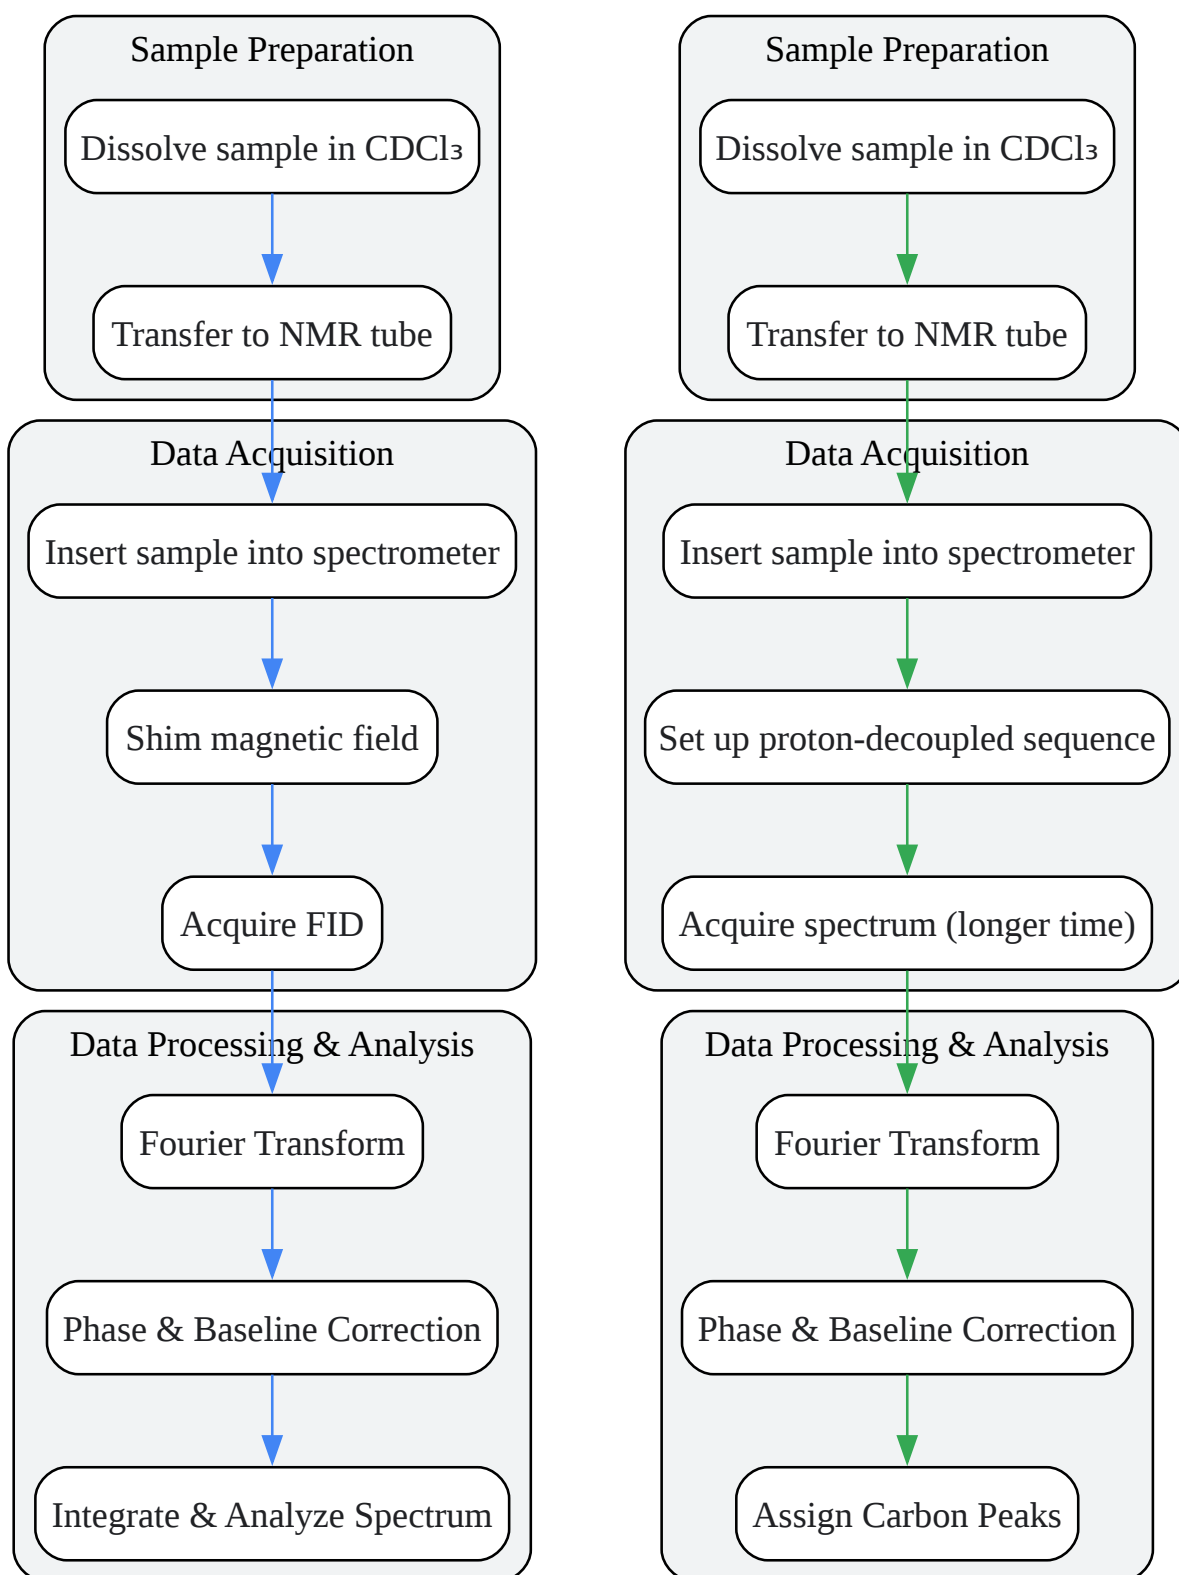 Sample Preparation
Dissolve sample in CDCl₃
Transfer to NMR tube
Data Acquisition
Insert sample into spectrometer
Shim magnetic field
Acquire FID
Data Processing & Analysis
Fourier Transform
Phase & Baseline Correction
Integrate & Analyze Spectrum
Sample Preparation
Dissolve sample in CDCl₃
Transfer to NMR tube
Data Acquisition
Insert sample into spectrometer
Set up proton-decoupled sequence
Acquire spectrum (longer time)
Data Processing & Analysis
Fourier Transform
Phase & Baseline Correction
Assign Carbon Peaks